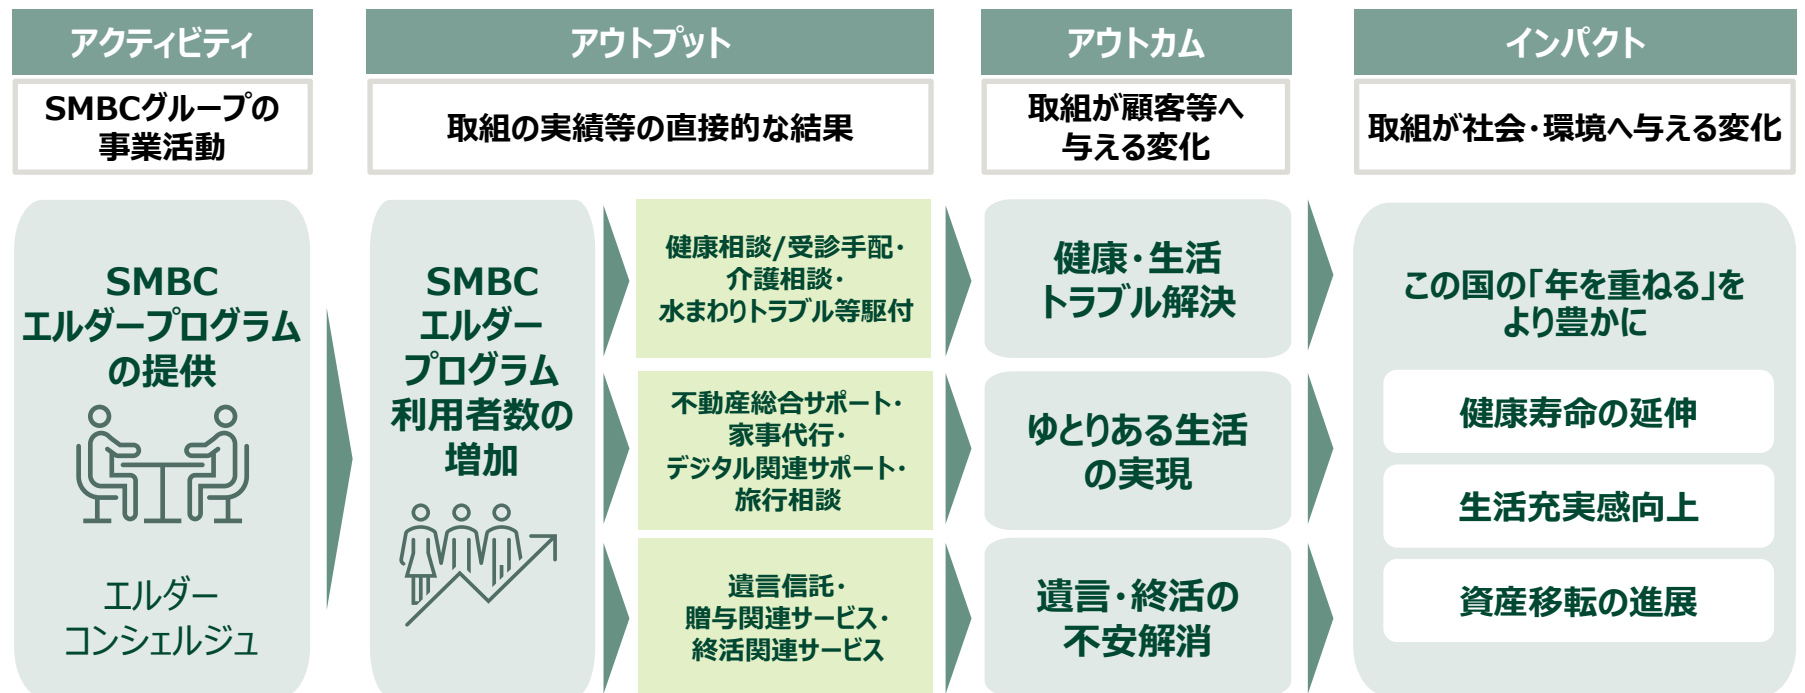 アクティビティ
アウトプット
アウトカム
インパクト
SMBCグループの
事業活動
取組の実績等の直接的な結果
取組が顧客等へ
与える変化
取組が社会・環境へ与える変化
SMBC
エルダープログラム
の提供
エルダー
コンシェルジュ
SMBC
エルダー
プログラム
利用者数の
増加
健康相談/受診手配・
介護相談・
水まわりトラブル等駆付
不動産総合サポート・
家事代行・
デジタル関連サポート・
旅行相談
遺言信託・
贈与関連サービス・
終活関連サービス
健康・生活
トラブル解決
ゆとりある生活
の実現
遺言・終活の
不安解消
この国の「年を重ねる」を
より豊かに
健康寿命の延伸
生活充実感向上
資産移転の進展